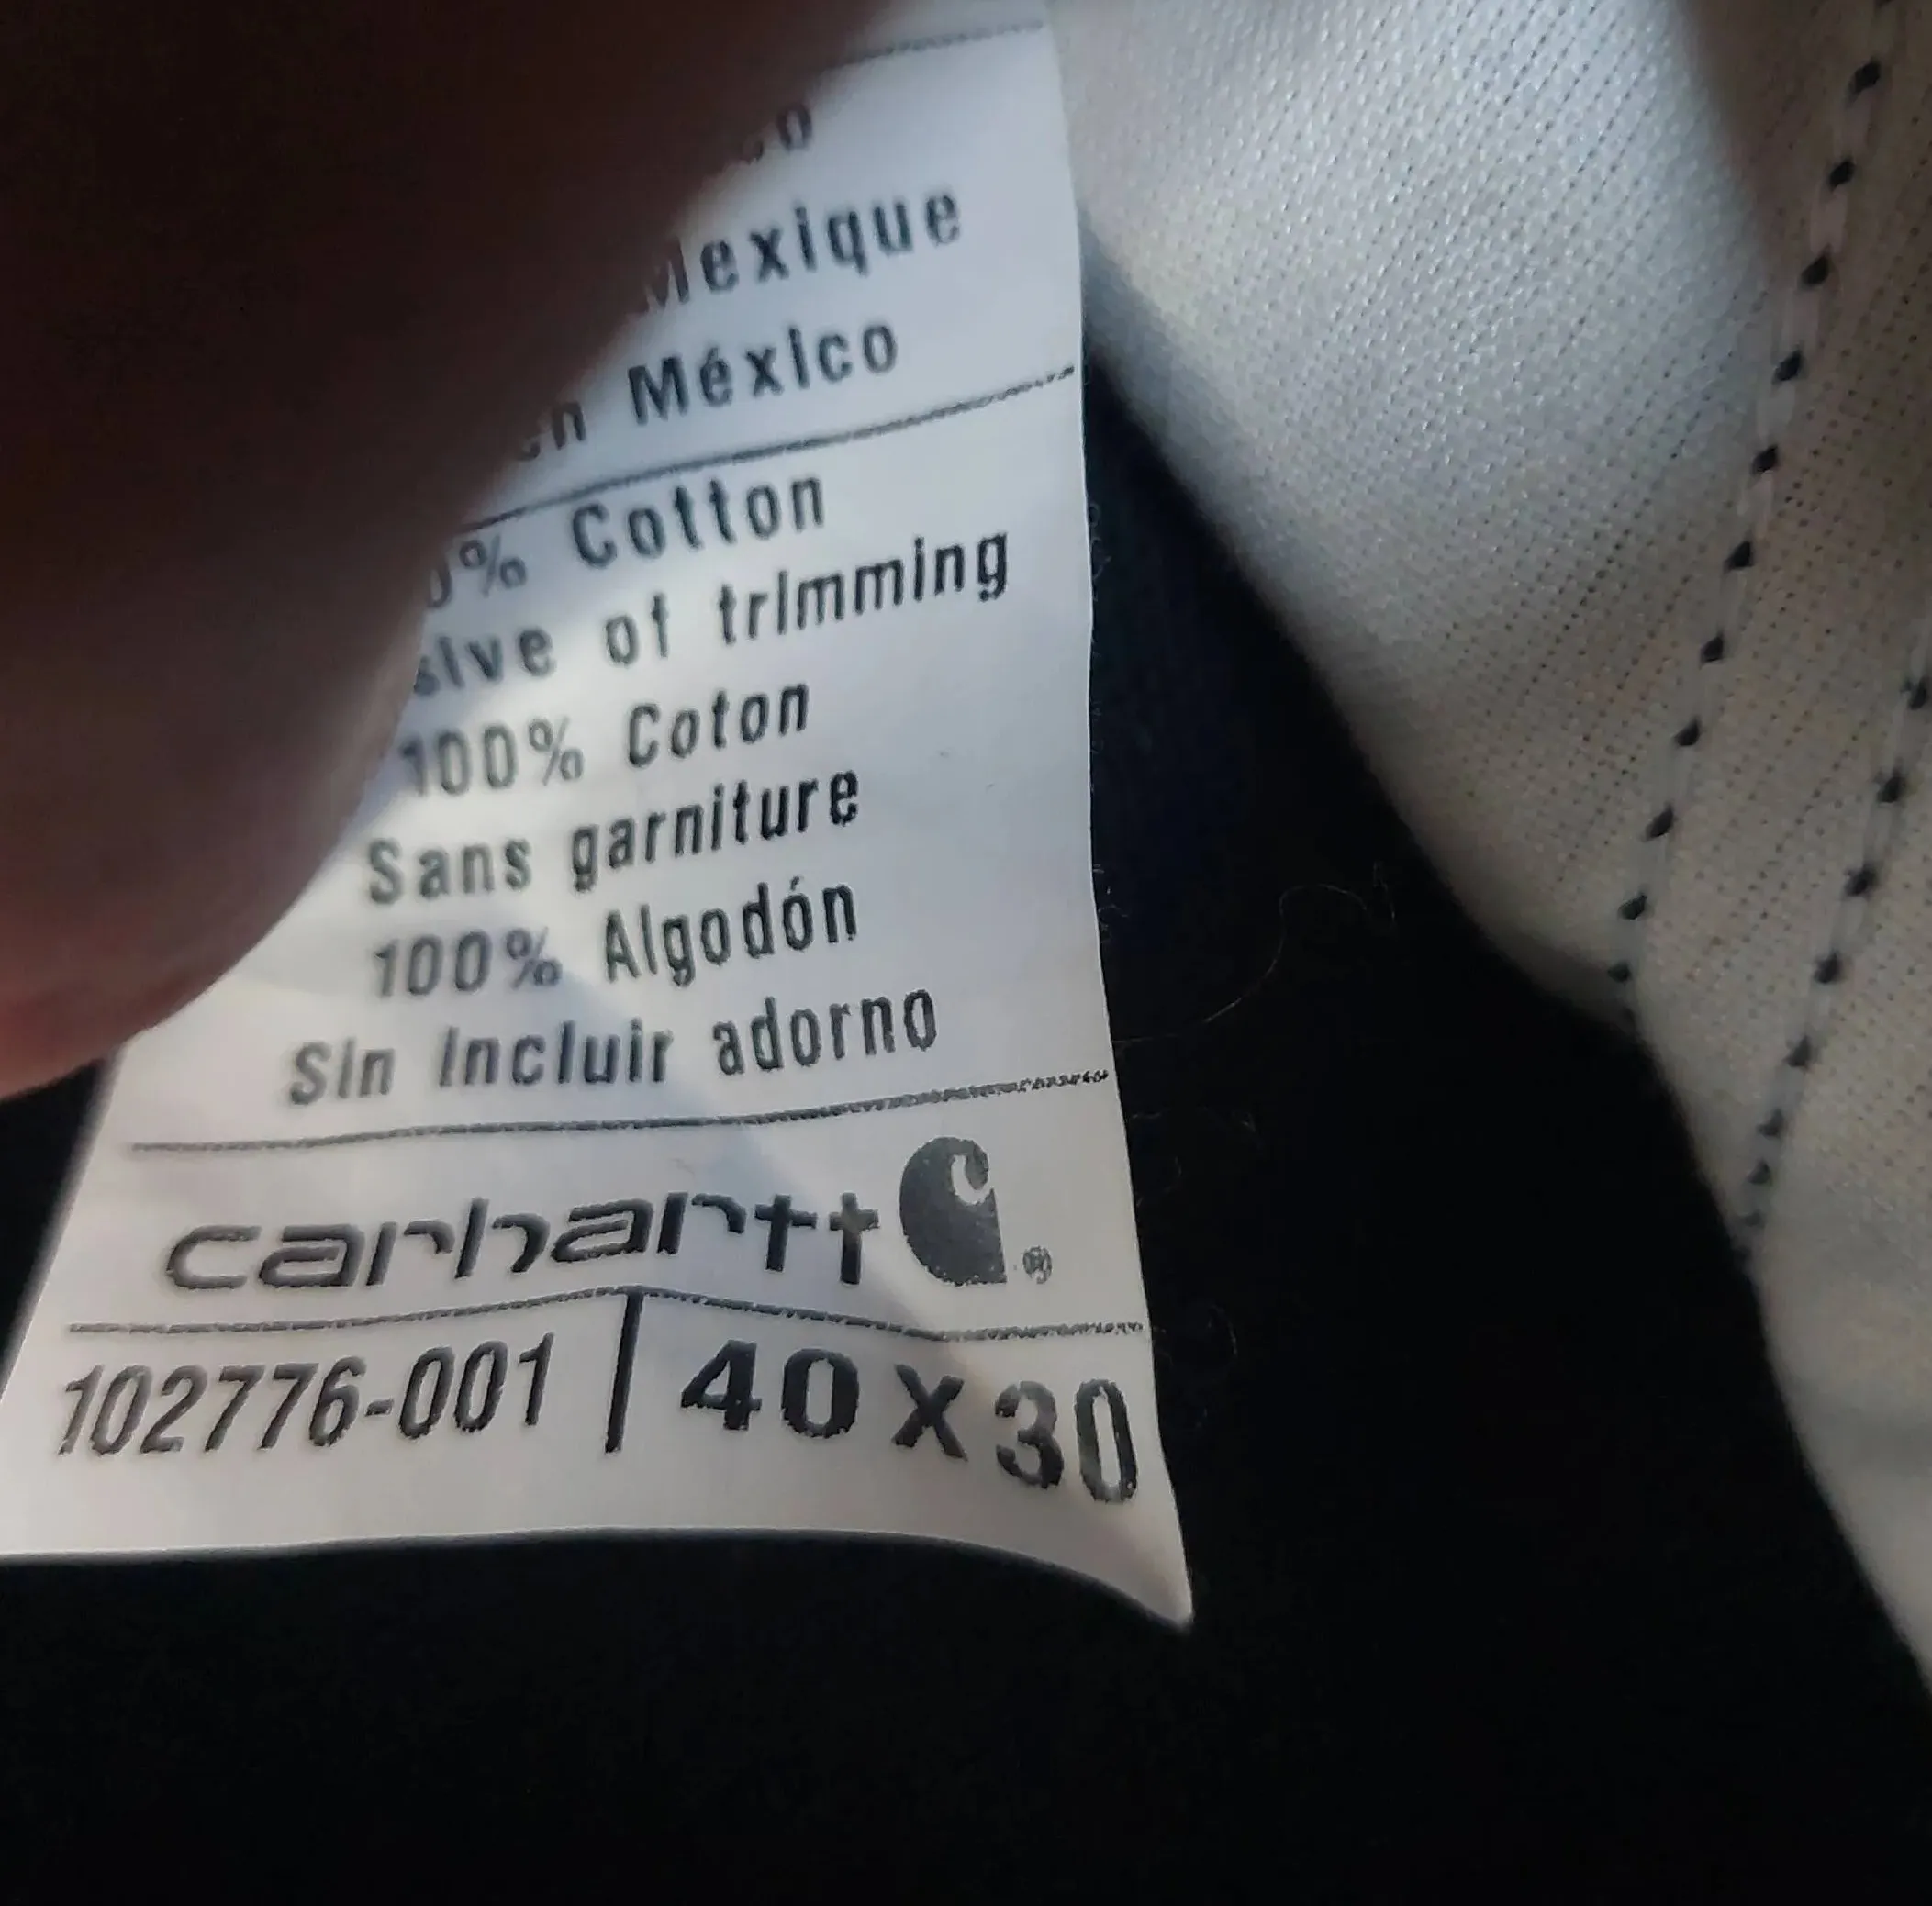 Mexique
en México
% Cotton
of trimming
100% Coton
Sans garniture
100% Algodón
Sin incluir adorno
carhartt ®
102776-001 | 40 X 30